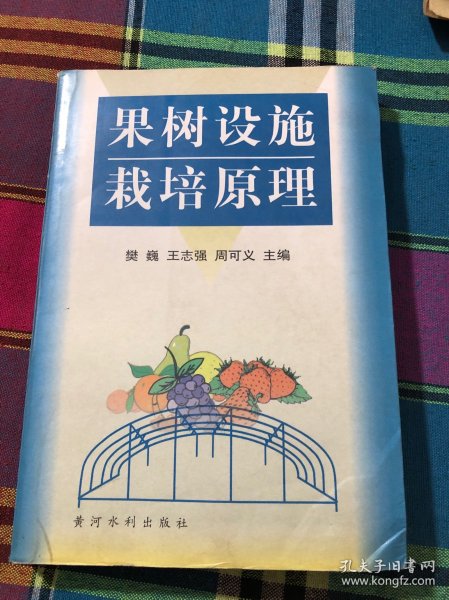 果树设施
栽培原理
樊 巍 王志强 周可义 主编
黄河水利出版社
孔夫子旧书网
www.kongfz.com